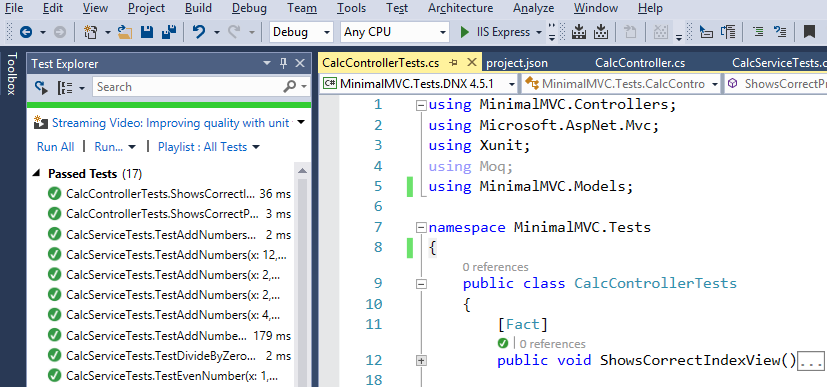 File Edit View Project Build Debug Team Tools Test Architecture Analyze Window Help
Debug Any CPU IIS Express
Toolbox
Test Explorer
Search
Streaming Video: Improving quality with unit
Run All Run... Playlist : All Tests
Passed Tests (17)
CalcControllerTests.ShowsCorrectI... 36 ms
CalcControllerTests.ShowsCorrectP... 3 ms
CalcServiceTests.TestAddNumbers... 2 ms
CalcServiceTests.TestAddNumbers(x: 12,...
CalcServiceTests.TestAddNumbers(x: 2,...
CalcServiceTests.TestAddNumbers(x: 2,...
CalcServiceTests.TestAddNumbers(x: 4,...
CalcServiceTests.TestAddNumbe... 179 ms
CalcServiceTests.TestDivideByZero... 2 ms
CalcServiceTests.TestEvenNumber(x: 1,...
CalcControllerTests.cs project.json CalcController.cs CalcServiceTests.c
C# MinimalMVC.Tests.DNX 4.5.1 MinimalMVC.Tests.CalcContro ShowsCorrectPr
1 using MinimalMVC.Controllers;
2 using Microsoft.AspNet.Mvc;
3 using Xunit;
4 using Moq;
5 using MinimalMVC.Models;
6
7 namespace MinimalMVC.Tests
8 {
0 references
9 public class CalcControllerTests
10 {
11 [Fact]
0 references
12 public void ShowsCorrectIndexView()...
18